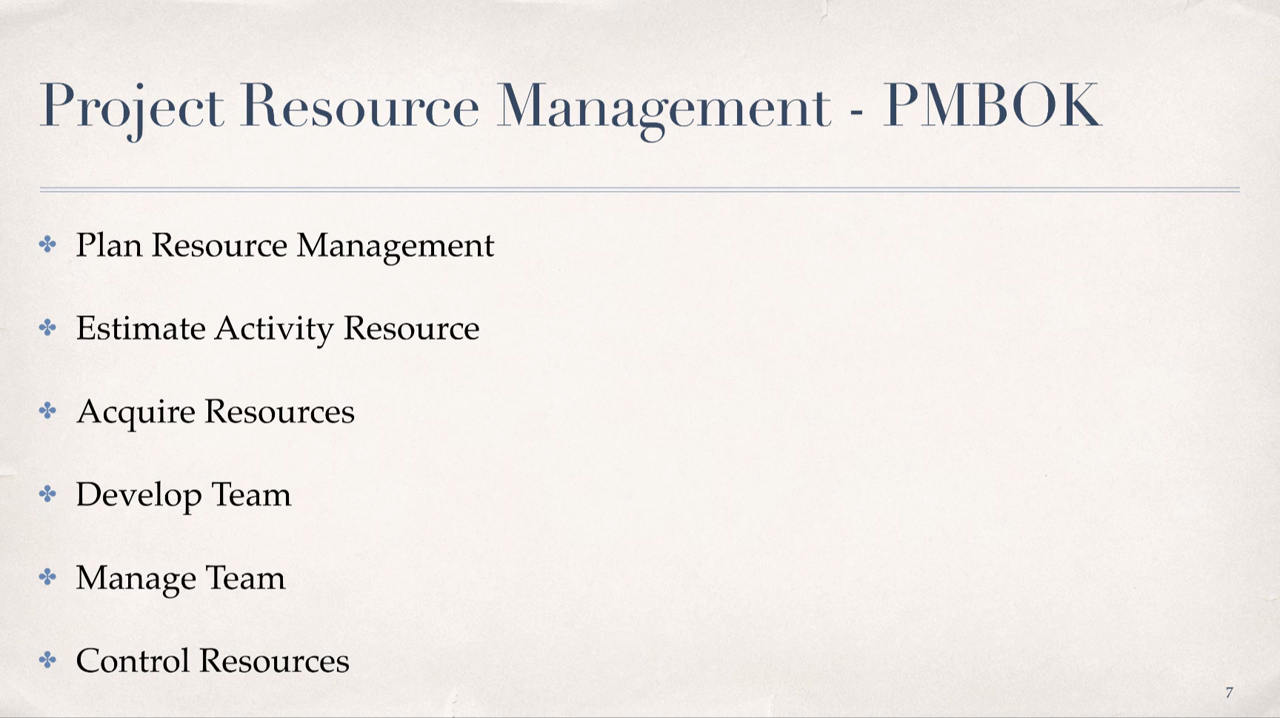 Project Resource Management - PMBOK
Plan Resource Management
Estimate Activity Resource
Acquire Resources
Develop Team
Manage Team
Control Resources
7